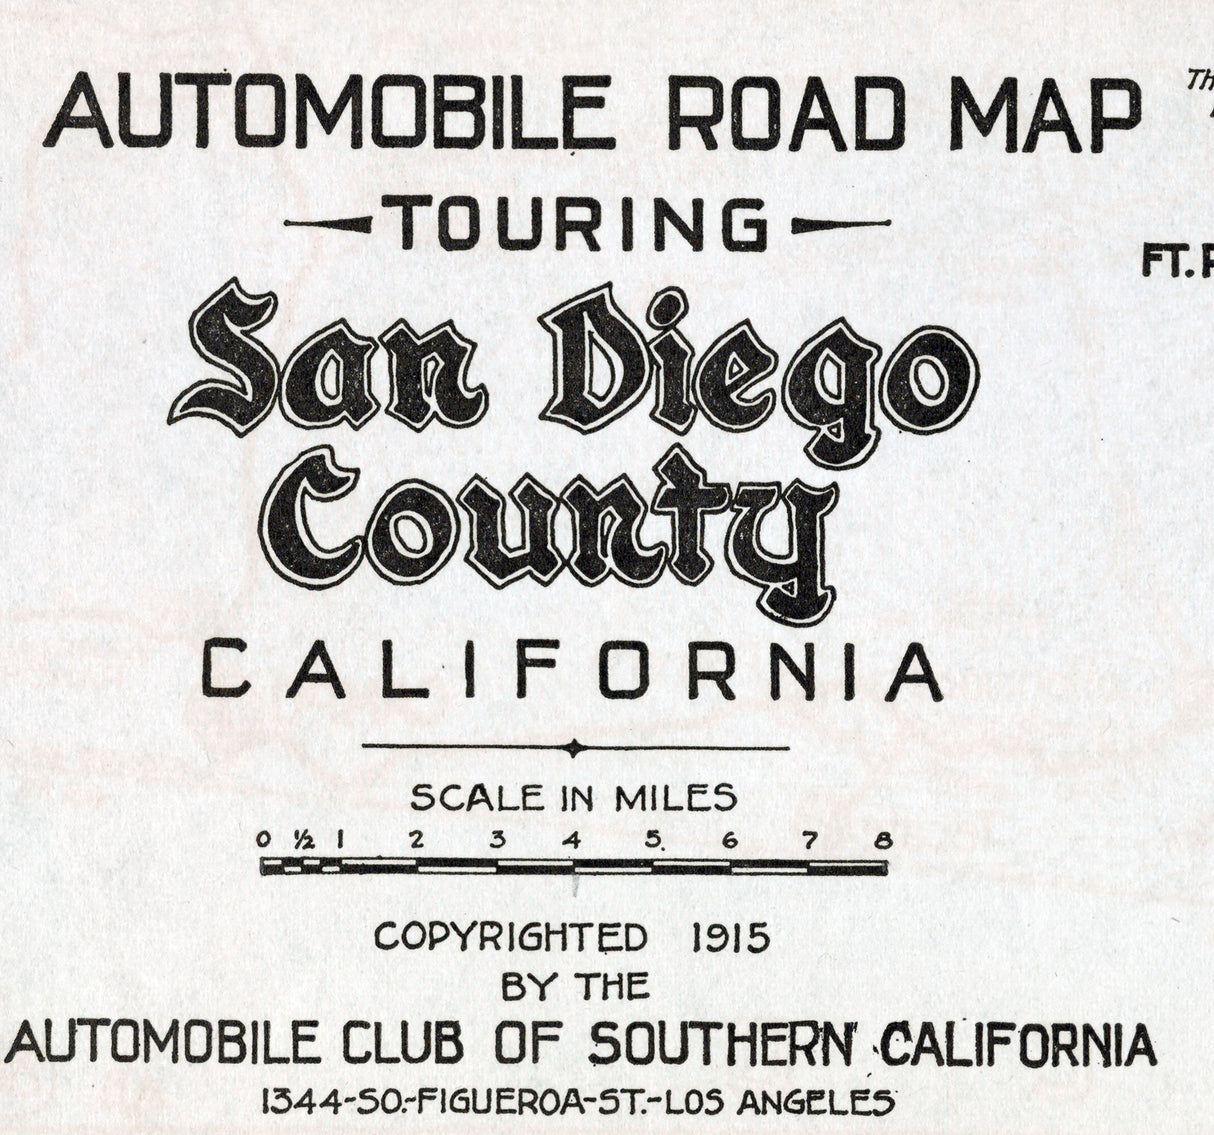 AUTOMOBILE ROAD MAP
TOURING
San Diego
County
CALIFORNIA
SCALE IN MILES
0 ½ 1 2 3 4 5 6 7 8
COPYRIGHTED 1915
BY THE
AUTOMOBILE CLUB OF SOUTHERN CALIFORNIA
1344-SO.-FIGUEROA-ST.-LOS ANGELES
FT.